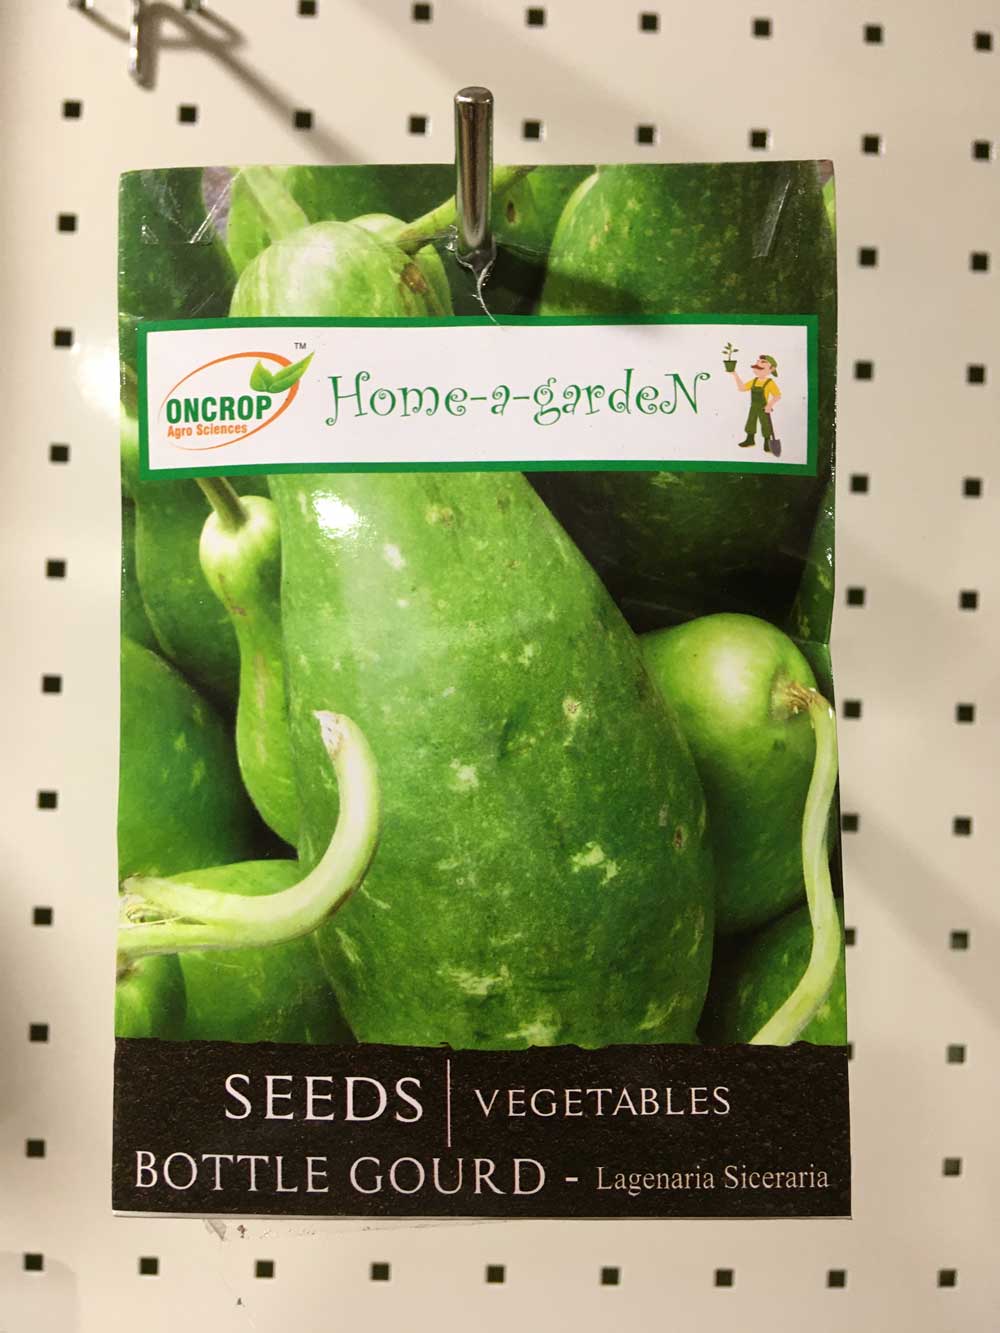 ONCROP
TM
Agro Sciences
Home-a-gardeN
SEEDS | VEGETABLES
BOTTLE GOURD - Lagenaria Siceraria